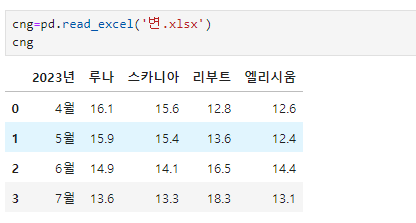 cng=pd.read_excel('변.xlsx')
cng
2023년 루나 스카니아 리부트 엘리시움
0 4월 16.1 15.6 12.8 12.6
1 5월 15.9 15.4 13.6 12.4
2 6월 14.9 14.1 16.5 14.4
3 7월 13.6 13.3 18.3 13.1